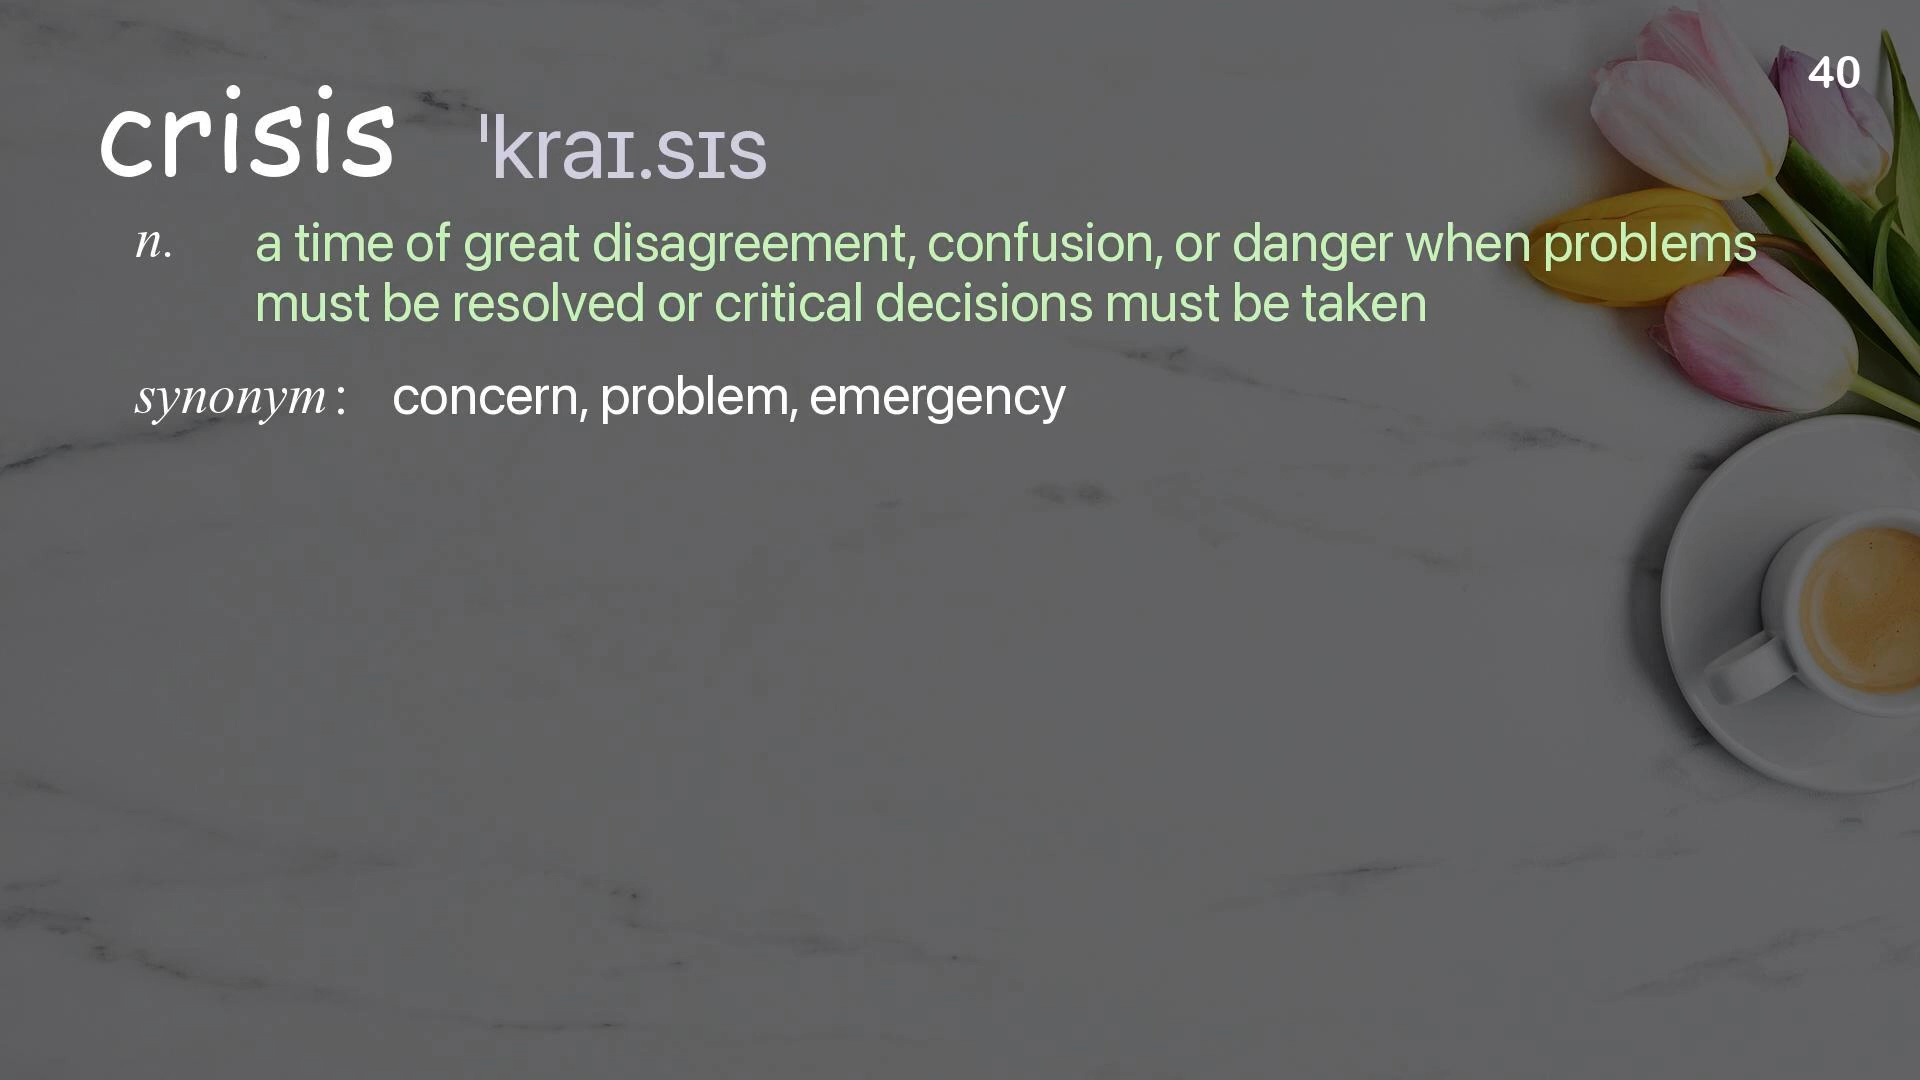 40
crisis ˈkraɪ.sɪs
n. a time of great disagreement, confusion, or danger when problems
must be resolved or critical decisions must be taken
synonym : concern, problem, emergency